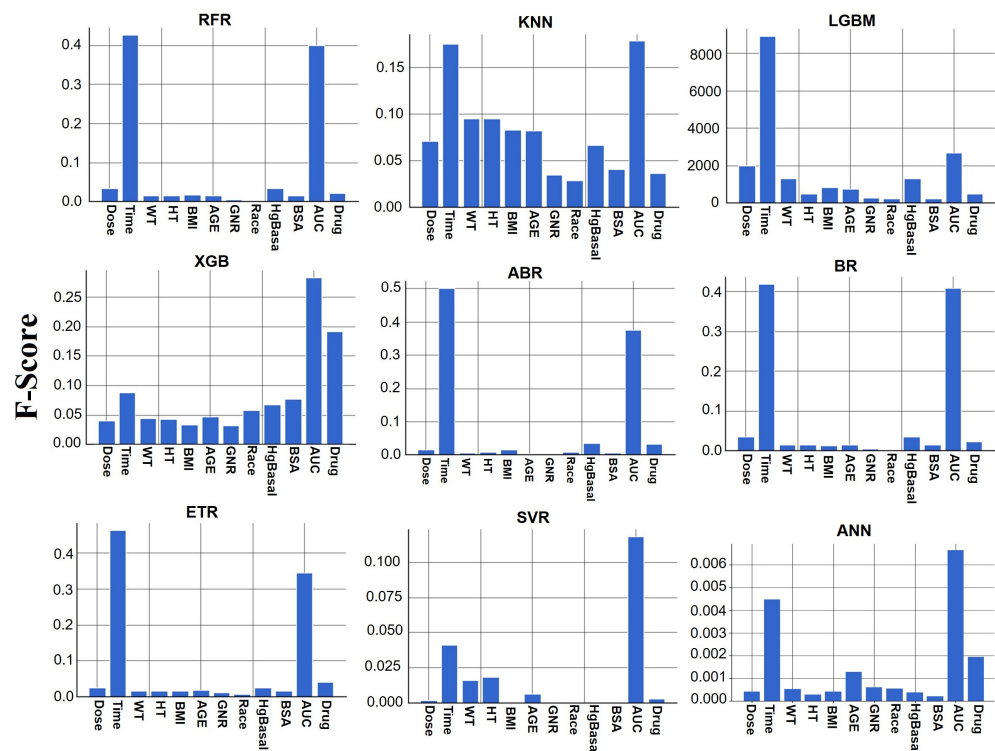 F-Score
RFR
0.4
0.3
0.2
0.1
0.0
Dose Time WT HT BMI AGE GNR Race HgBasa BSA AUC Drug
KNN
0.15
0.10
0.05
0.00
Dose Time WT HT BMI AGE GNR Race HgBasal BSA AUC Drug
LGBM
8000
6000
4000
2000
0
Dose Time WT HT BMI AGE GNR Race HgBasal BSA AUC Drug
XGB
0.25
0.20
0.15
0.10
0.05
0.00
Dose Time WT HT BMI AGE GNR Race HgBasal BSA AUC Drug
ABR
0.5
0.4
0.3
0.2
0.1
0.0
Dose Time WT HT BMI AGE GNR Race HgBasal BSA AUC Drug
BR
0.4
0.3
0.2
0.1
0.0
Dose Time WT HT BMI AGE GNR Race HgBasal BSA AUC Drug
ETR
0.4
0.3
0.2
0.1
0.0
Dose Time WT HT BMI AGE GNR Race HgBasal BSA AUC Drug
SVR
0.100
0.075
0.050
0.025
0.000
Dose Time WT HT BMI AGE GNR Race HgBasal BSA AUC Drug
ANN
0.006
0.005
0.004
0.003
0.002
0.001
0.000
Dose Time WT HT BMI AGE GNR Race HgBasal BSA AUC Drug